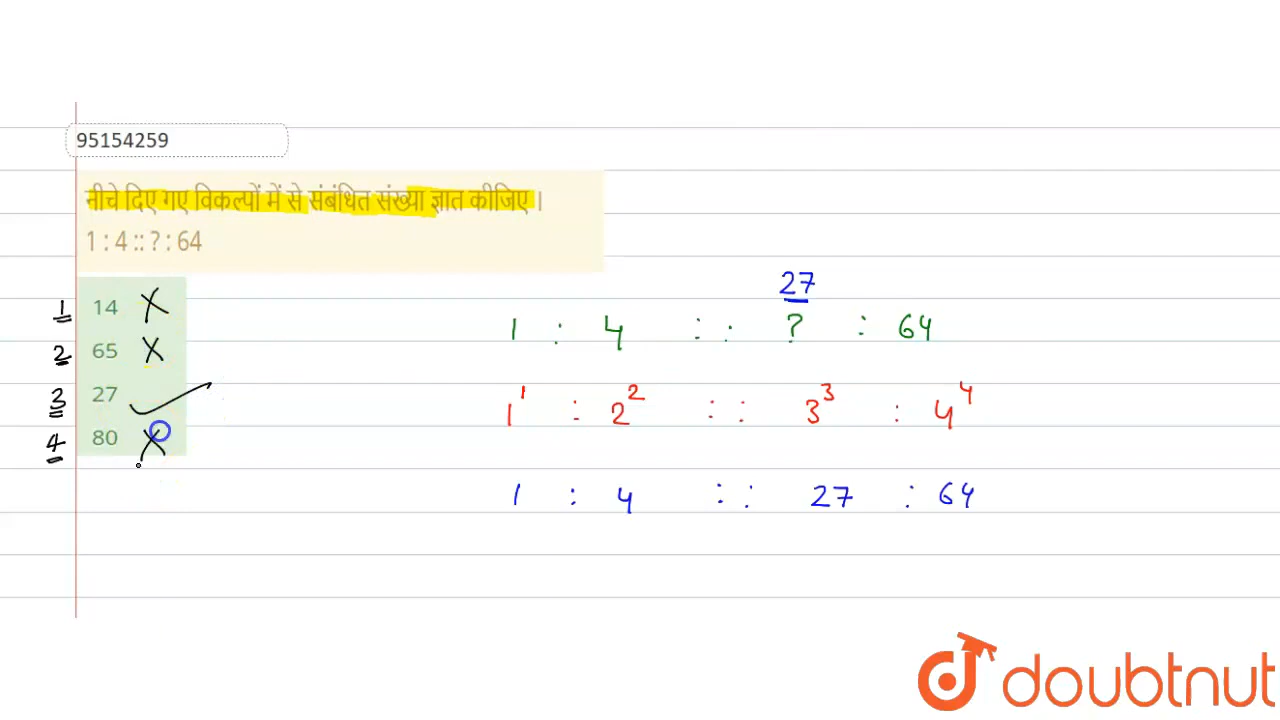 95154259
नीचे दिए गए विकल्पों में से संबंधित संख्या ज्ञात कीजिए ।
1 : 4 :: ? : 64
1 14 X
2 65 X
3 27 ✓
4 80 X
27
1 : 4 :: ? : 64
1¹ : 2² :: 3³ : 4⁴
1 : 4 :: 27 : 64
doubtnut